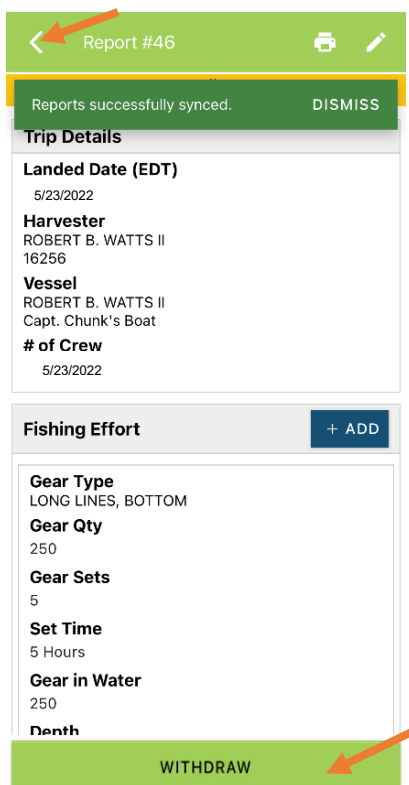 Report #46
Reports successfully synced.
DISMISS
Trip Details
Landed Date (EDT)
5/23/2022
Harvester
ROBERT B. WATTS II
16256
Vessel
ROBERT B. WATTS II
Capt. Chunk's Boat
# of Crew
5/23/2022
Fishing Effort
+ ADD
Gear Type
LONG LINES, BOTTOM
Gear Qty
250
Gear Sets
5
Set Time
5 Hours
Gear in Water
250
Depth
WITHDRAW